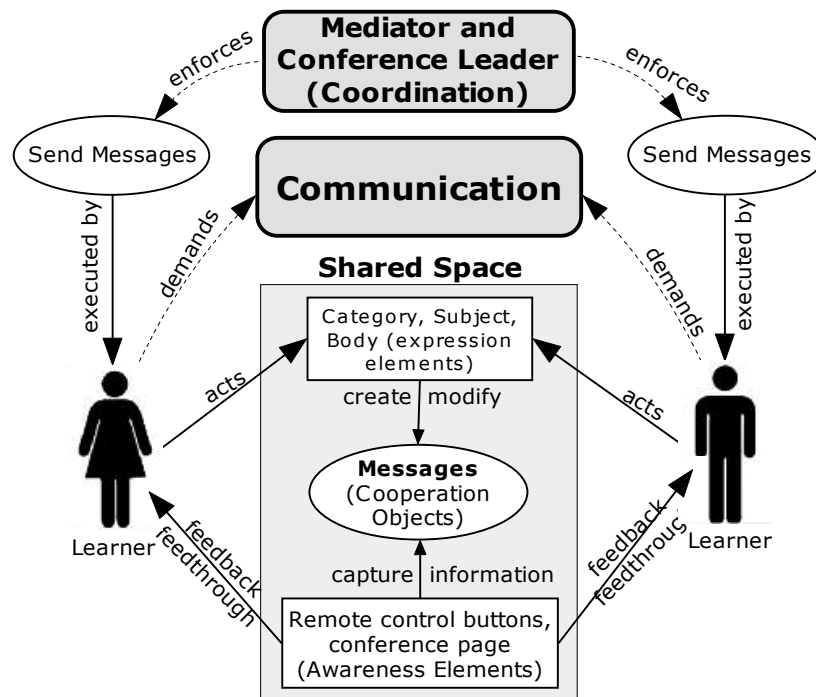 Mediator and
Conference Leader
(Coordination)
enforces
enforces
Send Messages
Send Messages
Communication
executed by
demands
demands
executed by
Shared Space
Category, Subject,
Body (expression
elements)
acts
acts
create modify
Messages
(Cooperation
Objects)
Learner
Learner
feedback
feedthrough
feedback
feedthroug
capture information
Remote control buttons,
conference page
(Awareness Elements)